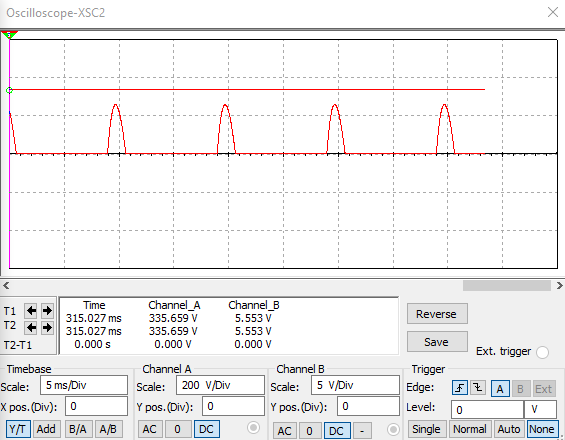 Oscilloscope-XSC2
T1
T2
T2-T1
Time Channel_A Channel_B
315.027 ms 335.659 V 5.553 V
315.027 ms 335.659 V 5.553 V
0.000 s 0.000 V 0.000 V
Reverse
Save
Ext. trigger
Timebase
Scale: 5 ms/Div
X pos.(Div): 0
Y/T Add B/A A/B
Channel A
Scale: 200 V/Div
Y pos.(Div): 0
AC 0 DC
Channel B
Scale: 5 V/Div
Y pos.(Div): 0
AC 0 DC -
Trigger
Edge: A B Ext
Level: 0 V
Single Normal Auto None